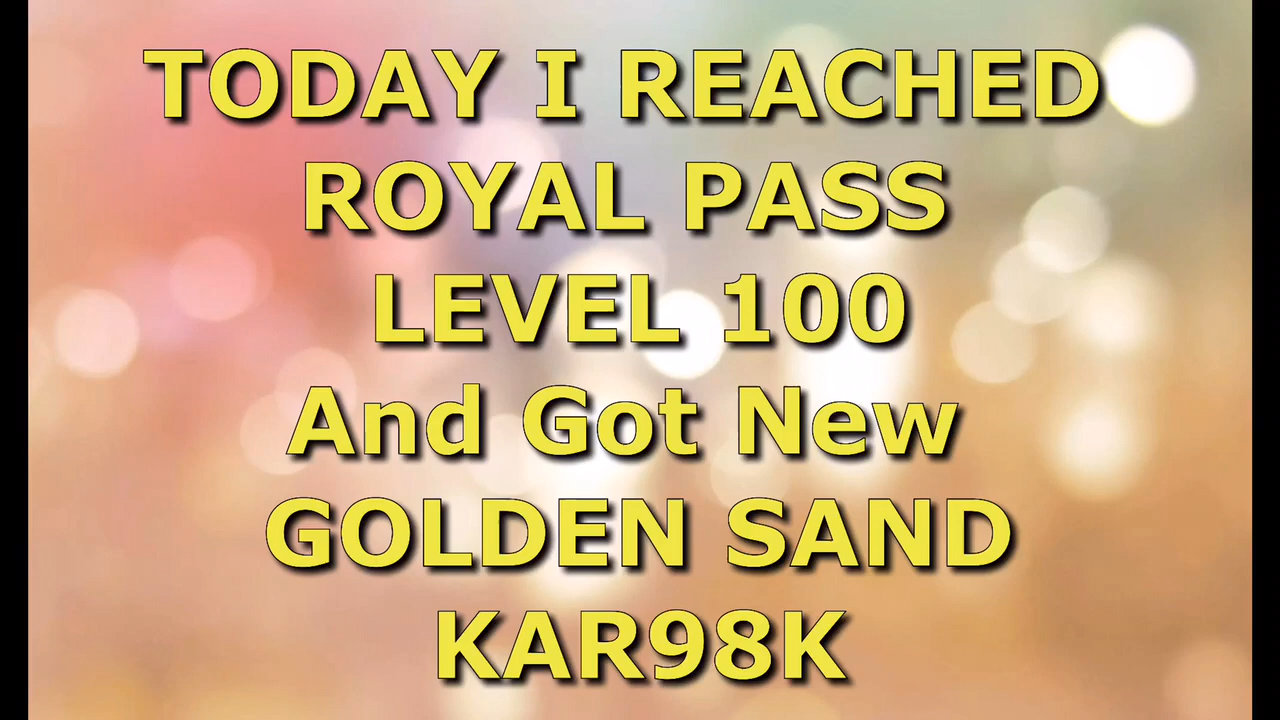 TODAY I REACHED
ROYAL PASS
LEVEL 100
And Got New
GOLDEN SAND
KAR98K